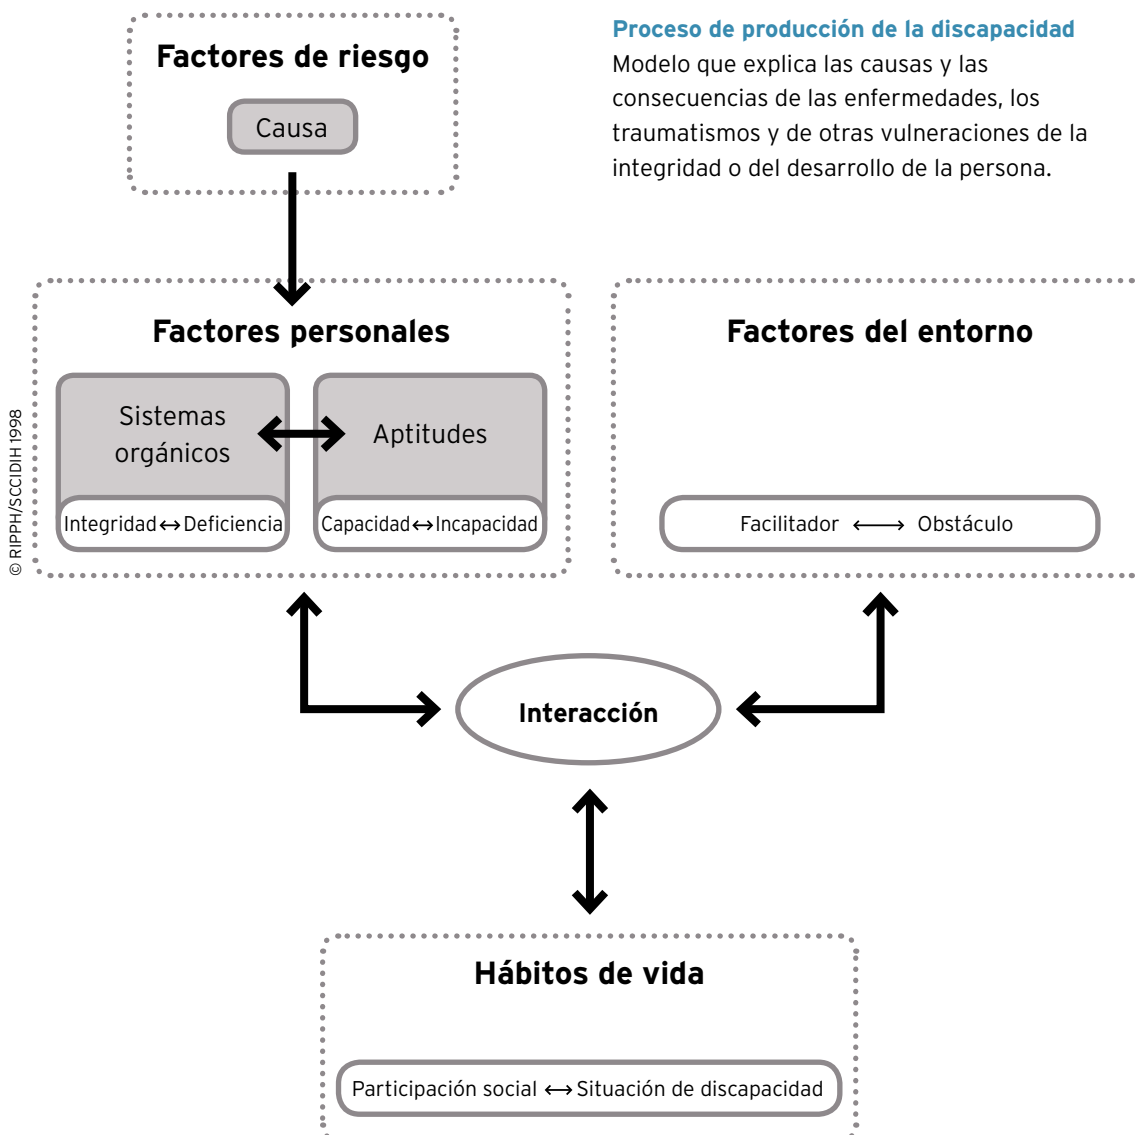 Factores de riesgo
Causa
Proceso de producción de la discapacidad
Modelo que explica las causas y las
consecuencias de las enfermedades, los
traumatismos y de otras vulneraciones de la
integridad o del desarrollo de la persona.
Factores personales
Sistemas
orgánicos
Aptitudes
Integridad ↔ Deficiencia
Capacidad ↔ Incapacidad
Factores del entorno
Facilitador ⟷ Obstáculo
© RIPPH/SCCIDIH 1998
Interacción
Hábitos de vida
Participación social ↔ Situación de discapacidad